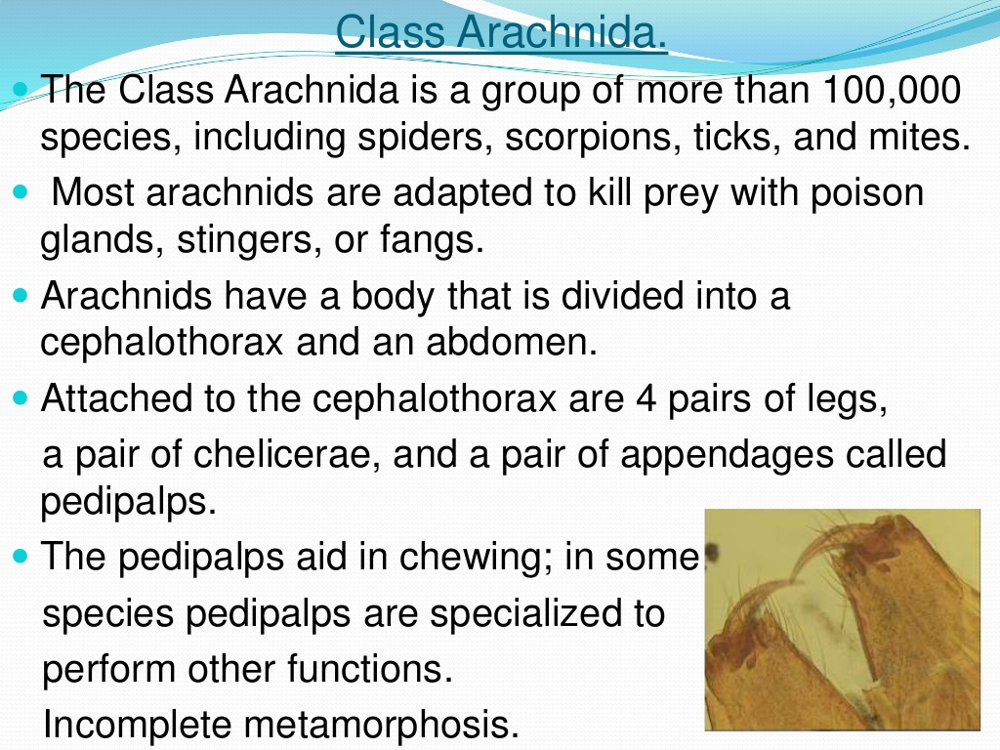 Class Arachnida.
• The Class Arachnida is a group of more than 100,000
species, including spiders, scorpions, ticks, and mites.
• Most arachnids are adapted to kill prey with poison
glands, stingers, or fangs.
• Arachnids have a body that is divided into a
cephalothorax and an abdomen.
• Attached to the cephalothorax are 4 pairs of legs,
a pair of chelicerae, and a pair of appendages called
pedipalps.
• The pedipalps aid in chewing; in some
species pedipalps are specialized to
perform other functions.
Incomplete metamorphosis.